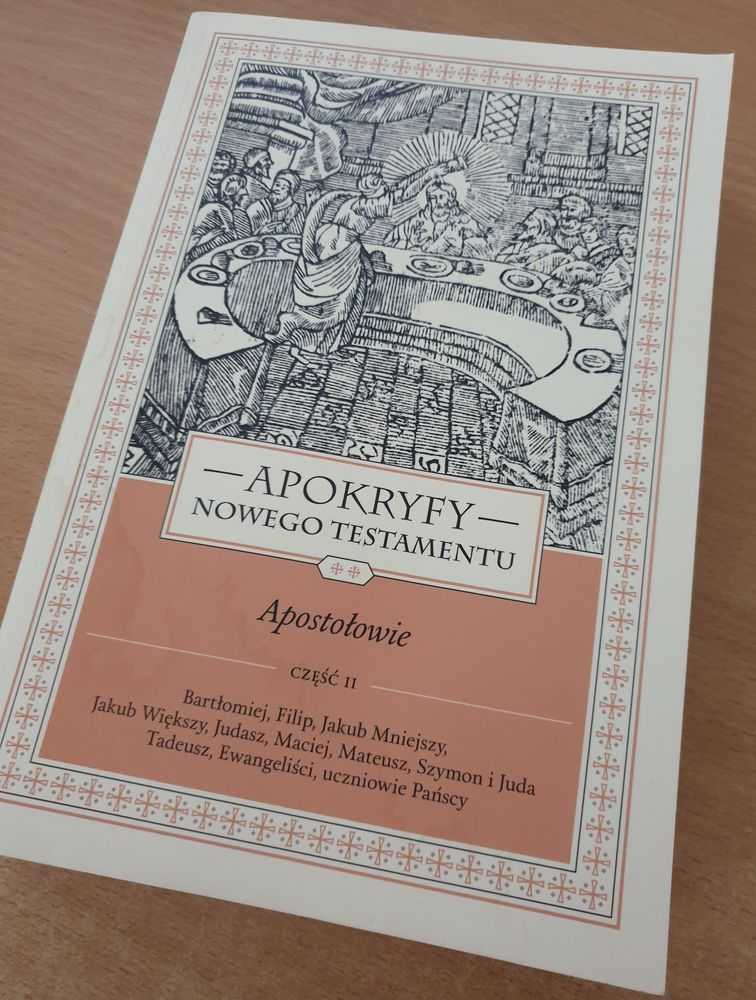 —APOKRYFY—
NOWEGO TESTAMENTU
Apostołowie
CZĘŚĆ II
Bartłomiej, Filip, Jakub Mniejszy,
Jakub Większy, Judasz, Maciej, Mateusz, Szymon i Juda
Tadeusz, Ewangeliści, uczniowie Pańscy